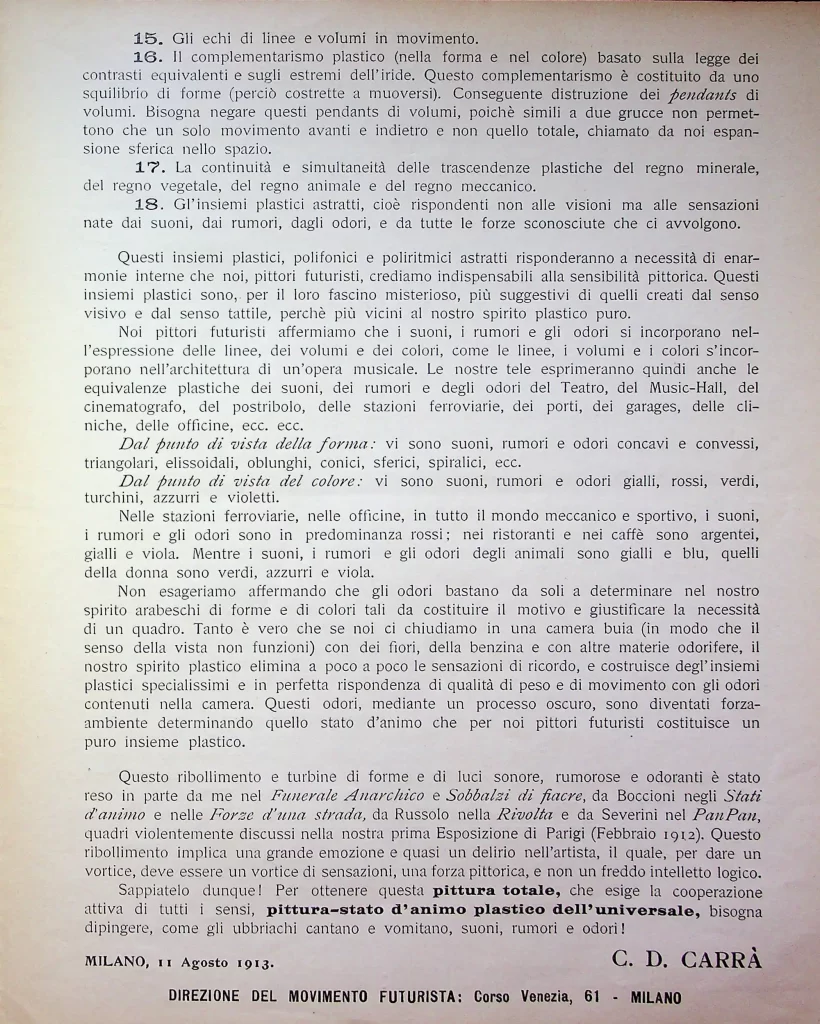 15. Gli echi di linee e volumi in movimento.
16. Il complementarismo plastico (nella forma e nel colore) basato sulla legge dei
contrasti equivalenti e sugli estremi dell'iride. Questo complementarismo è costituito da uno
squilibrio di forme (perciò costrette a muoversi). Conseguente distruzione dei pendants di
volumi. Bisogna negare questi pendants di volumi, poichè simili a due grucce non permet-
tono che un solo movimento avanti e indietro e non quello totale, chiamato da noi espan-
sione sferica nello spazio.
17. La continuità e simultaneità delle trascendenze plastiche del regno minerale,
del regno vegetale, del regno animale e del regno meccanico.
18. Gl'insiemi plastici astratti, cioè rispondenti non alle visioni ma alle sensazioni
nate dai suoni, dai rumori, dagli odori, e da tutte le forze sconosciute che ci avvolgono.
Questi insiemi plastici, polifonici e poliritmici astratti risponderanno a necessità di enar-
monie interne che noi, pittori futuristi, crediamo indispensabili alla sensibilità pittorica. Questi
insiemi plastici sono, per il loro fascino misterioso, più suggestivi di quelli creati dal senso
visivo e dal senso tattile, perchè più vicini al nostro spirito plastico puro.
Noi pittori futuristi affermiamo che i suoni, i rumori e gli odori si incorporano nel-
l'espressione delle linee, dei volumi e dei colori, come le linee, i volumi e i colori s'incor-
porano nell'architettura di un'opera musicale. Le nostre tele esprimeranno quindi anche le
equivalenze plastiche dei suoni, dei rumori e degli odori del Teatro, del Music-Hall, del
cinematografo, del postribolo, delle stazioni ferroviarie, dei porti, dei garages, delle cli-
niche, delle officine, ecc. ecc.
Dal punto di vista della forma: vi sono suoni, rumori e odori concavi e convessi,
triangolari, elissoidali, oblunghi, conici, sferici, spiralici, ecc.
Dal punto di vista del colore: vi sono suoni, rumori e odori gialli, rossi, verdi,
turchini, azzurri e violetti.
Nelle stazioni ferroviarie, nelle officine, in tutto il mondo meccanico e sportivo, i suoni,
i rumori e gli odori sono in predominanza rossi; nei ristoranti e nei caffè sono argentei,
gialli e viola. Mentre i suoni, i rumori e gli odori degli animali sono gialli e blu, quelli
della donna sono verdi, azzurri e viola.
Non esageriamo affermando che gli odori bastano da soli a determinare nel nostro
spirito arabeschi di forme e di colori tali da costituire il motivo e giustificare la necessità
di un quadro. Tanto è vero che se noi ci chiudiamo in una camera buia (in modo che il
senso della vista non funzioni) con dei fiori, della benzina e con altre materie odorifere, il
nostro spirito plastico elimina a poco a poco le sensazioni di ricordo, e costruisce degl'insiemi
plastici specialissimi e in perfetta rispondenza di qualità di peso e di movimento con gli odori
contenuti nella camera. Questi odori, mediante un processo oscuro, sono diventati forza-
ambiente determinando quello stato d'animo che per noi pittori futuristi costituisce un
puro insieme plastico.
Questo ribollimento e turbine di forme e di luci sonore, rumorose e odoranti è stato
reso in parte da me nel Funerale Anarchico e Sobbalzi di fiacre, da Boccioni negli Stati
d'animo e nelle Forze d'una strada, da Russolo nella Rivolta e da Severini nel PanPan,
quadri violentemente discussi nella nostra prima Esposizione di Parigi (Febbraio 1912). Questo
ribollimento implica una grande emozione e quasi un delirio nell'artista, il quale, per dare un
vortice, deve essere un vortice di sensazioni, una forza pittorica, e non un freddo intelletto logico.
Sappiatelo dunque! Per ottenere questa pittura totale, che esige la cooperazione
attiva di tutti i sensi, pittura-stato d'animo plastico dell'universale, bisogna
dipingere, come gli ubbriachi cantano e vomitano, suoni, rumori e odori!
MILANO, 11 Agosto 1913.
C. D. CARRÀ
DIREZIONE DEL MOVIMENTO FUTURISTA: Corso Venezia, 61 - MILANO